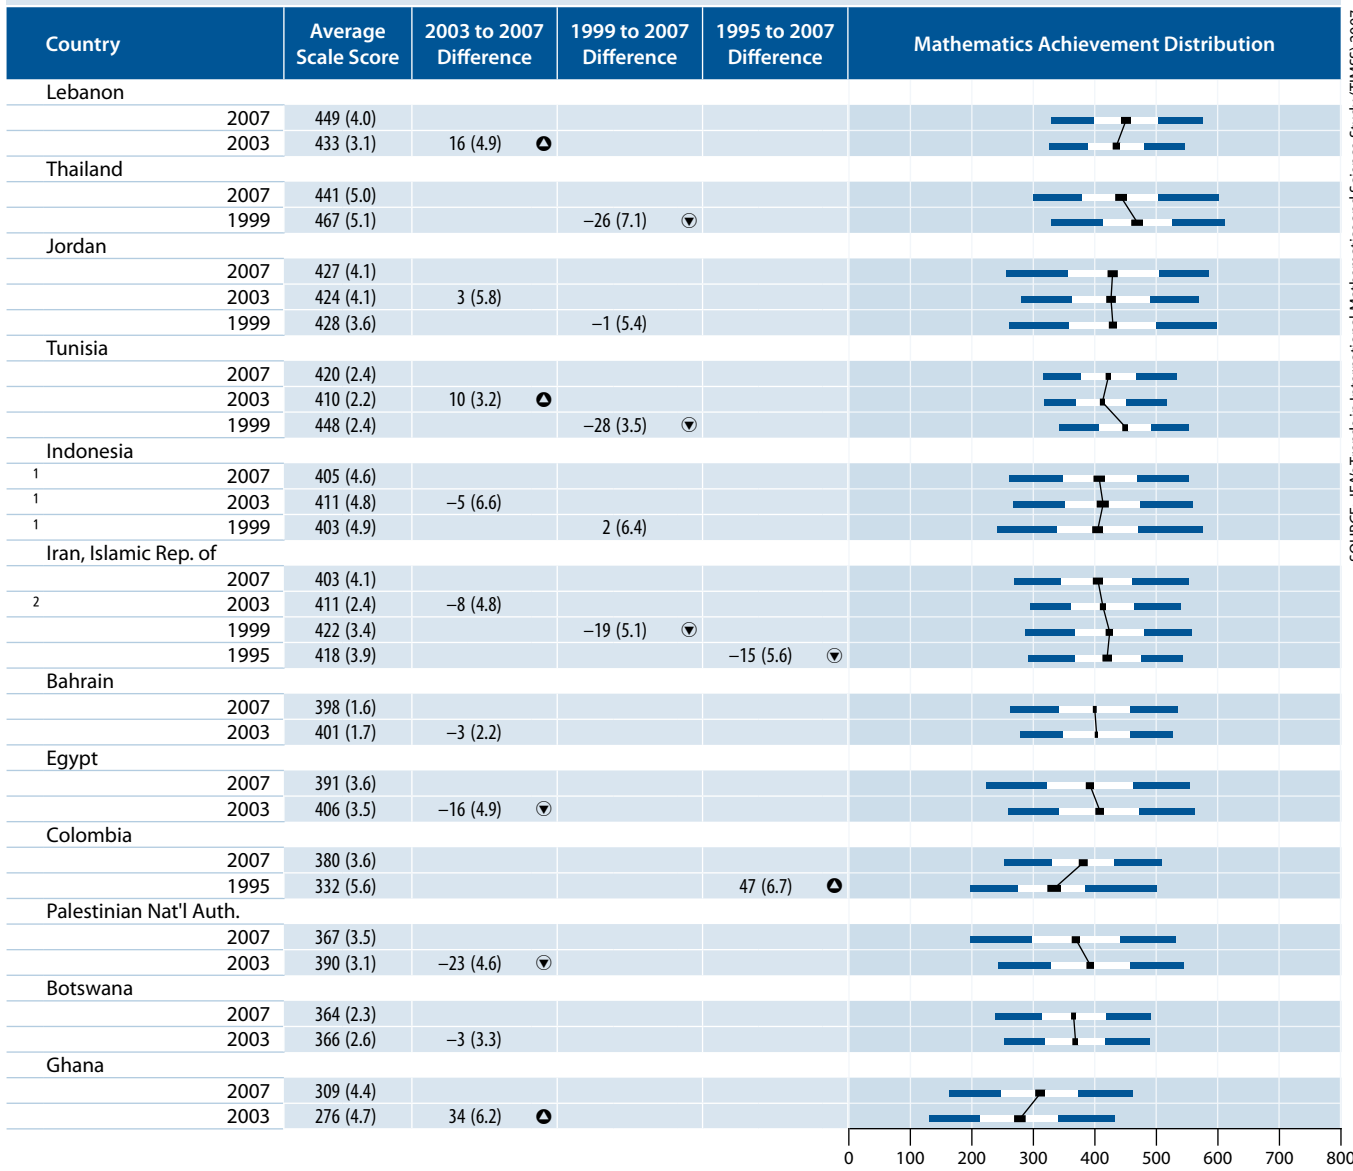 Country Average Scale Score 2003 to 2007 Difference 1999 to 2007 Difference 1995 to 2007 Difference Mathematics Achievement Distribution
Lebanon
2007 449 (4.0)
2003 433 (3.1) 16 (4.9)
Thailand
2007 441 (5.0)
1999 467 (5.1) –26 (7.1)
Jordan
2007 427 (4.1)
2003 424 (4.1) 3 (5.8)
1999 428 (3.6) –1 (5.4)
Tunisia
2007 420 (2.4)
2003 410 (2.2) 10 (3.2)
1999 448 (2.4) –28 (3.5)
Indonesia
1 2007 405 (4.6)
1 2003 411 (4.8) –5 (6.6)
1 1999 403 (4.9) 2 (6.4)
Iran, Islamic Rep. of
2007 403 (4.1)
2 2003 411 (2.4) –8 (4.8)
1999 422 (3.4) –19 (5.1)
1995 418 (3.9) –15 (5.6)
Bahrain
2007 398 (1.6)
2003 401 (1.7) –3 (2.2)
Egypt
2007 391 (3.6)
2003 406 (3.5) –16 (4.9)
Colombia
2007 380 (3.6)
1995 332 (5.6) 47 (6.7)
Palestinian Nat'l Auth.
2007 367 (3.5)
2003 390 (3.1) –23 (4.6)
Botswana
2007 364 (2.3)
2003 366 (2.6) –3 (3.3)
Ghana
2007 309 (4.4)
2003 276 (4.7) 34 (6.2)
0 100 200 300 400 500 600 700 800
SOURCE: IEA's Trends in International Mathematics and Science Study (TIMSS) 2007